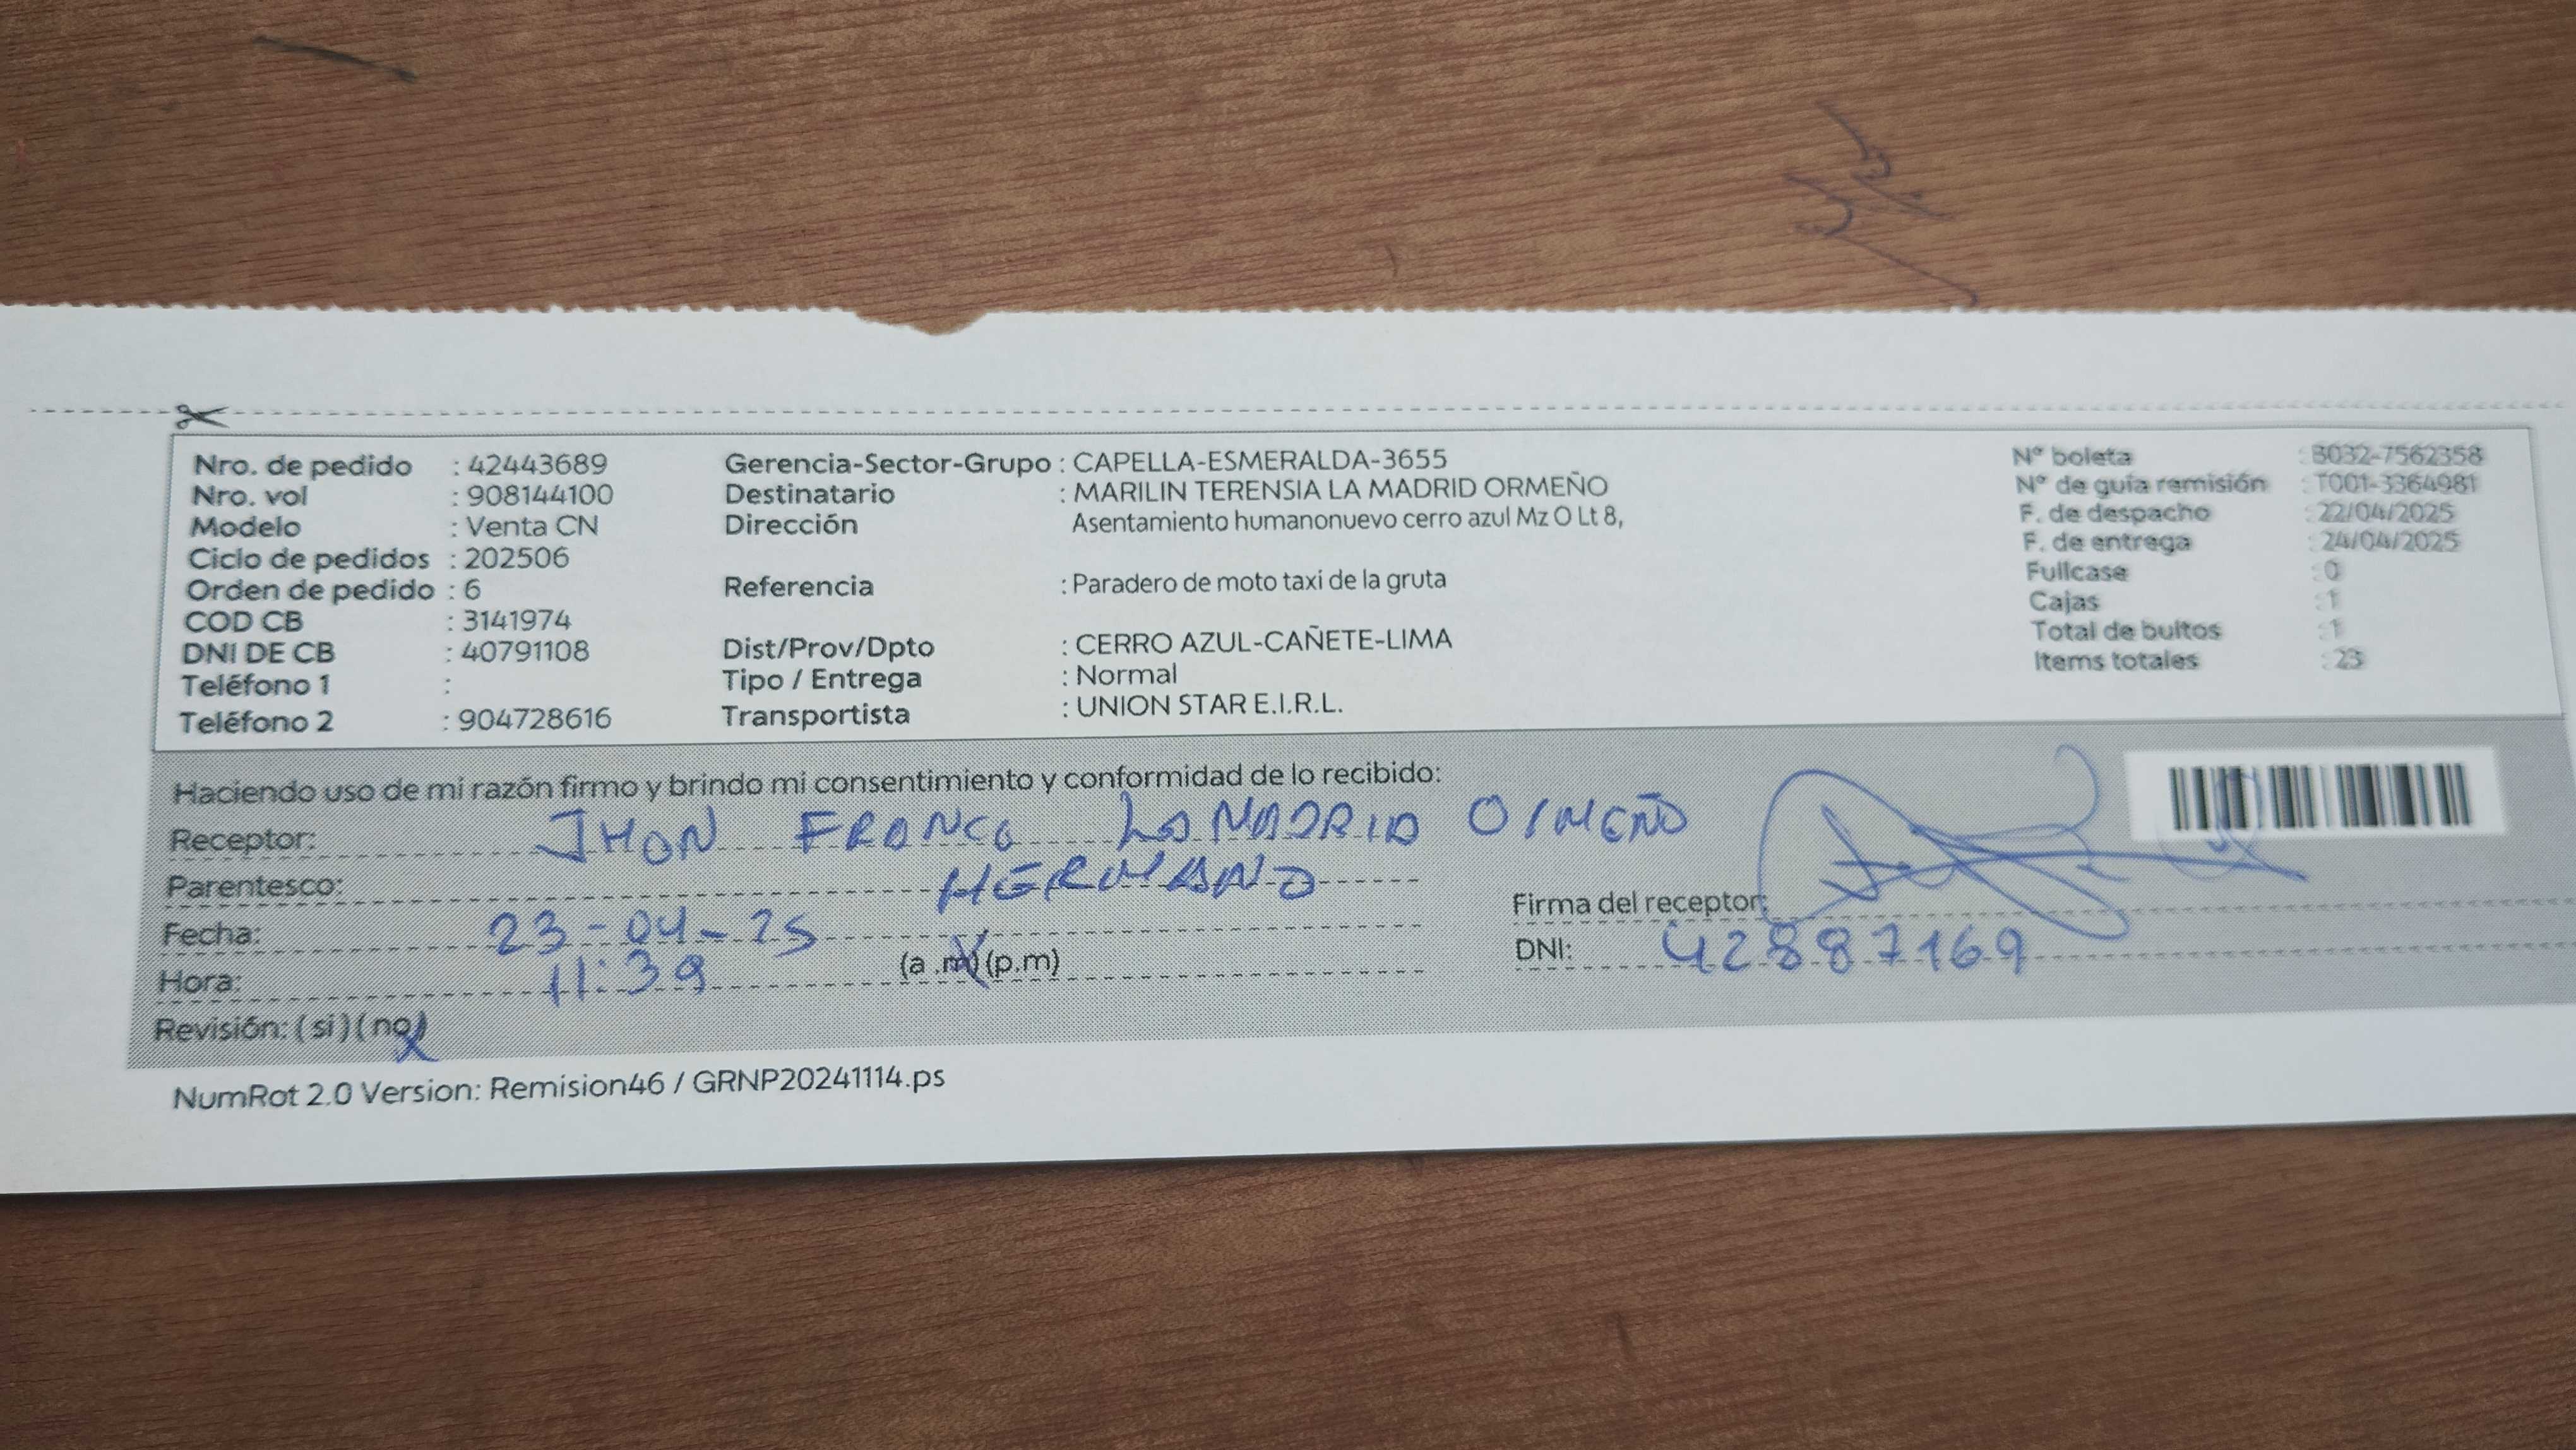 Nro. de pedido : 42443689
Nro. vol : 908144100
Modelo : Venta CN
Ciclo de pedidos : 202506
Orden de pedido : 6
COD CB : 3141974
DNI DE CB : 40791108
Teléfono 1 :
Teléfono 2 : 904728616
Gerencia-Sector-Grupo : CAPELLA-ESMERALDA-3655
Destinatario : MARILIN TERENSIA LA MADRID ORMEÑO
Dirección Asentamiento humanonuevo cerro azul Mz O Lt 8,
Referencia : Paradero de moto taxi de la gruta
Dist/Prov/Dpto : CERRO AZUL-CAÑETE-LIMA
Tipo / Entrega : Normal
Transportista : UNION STAR E.I.R.L.
N° boleta : B032-7562358
N° de guía remisión : T001-3364981
F. de despacho : 22/04/2025
F. de entrega : 24/04/2025
Fullcase : 0
Cajas : 1
Total de bultos : 1
Items totales : 23
Haciendo uso de mi razón firmo y brindo mi consentimiento y conformidad de lo recibido:
Receptor: JHON FRANCO LA MADRID ORMEÑO
Parentesco: HERMANO
Fecha: 23-04-25
Hora: 11:39 (a .m) (p.m)
Revisión: (si) (no)
Firma del receptor:
DNI: 42887169
NumRot 2.0 Version: Remision46 / GRNP20241114.ps